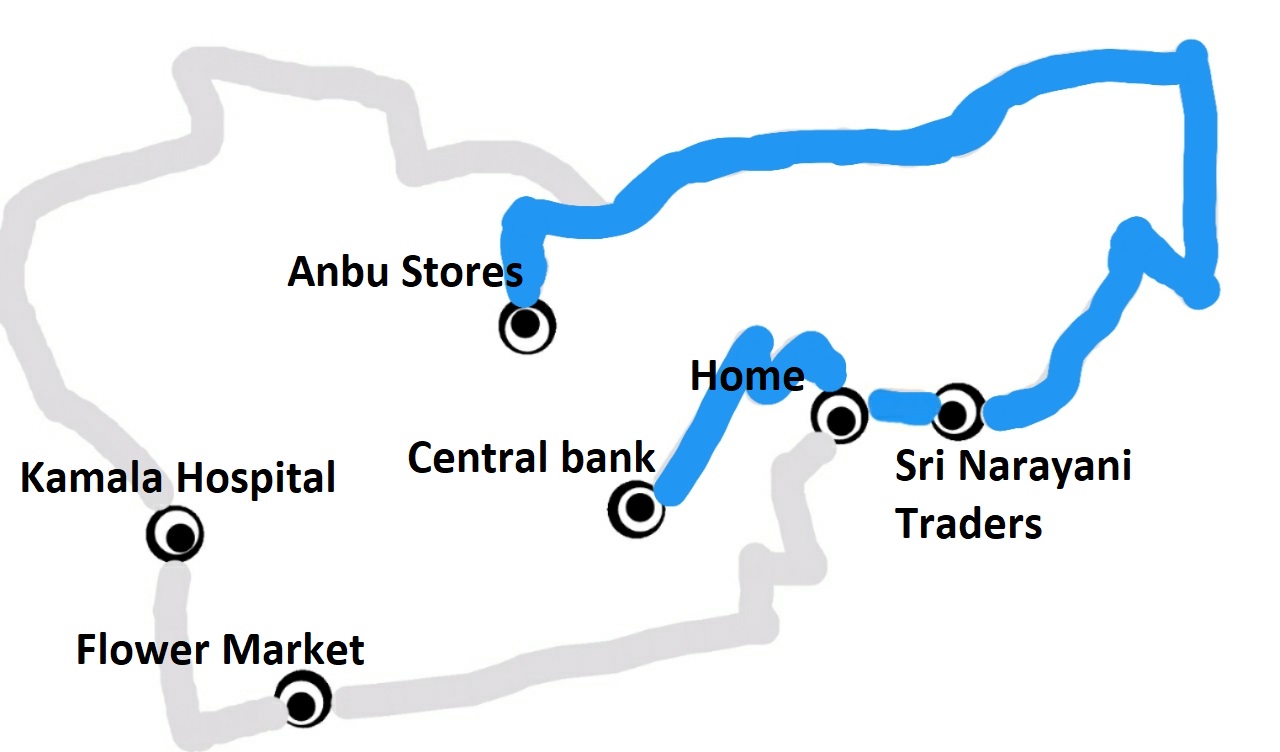 Anbu Stores
Home
Central bank
Kamala Hospital
Sri Narayani
Traders
Flower Market